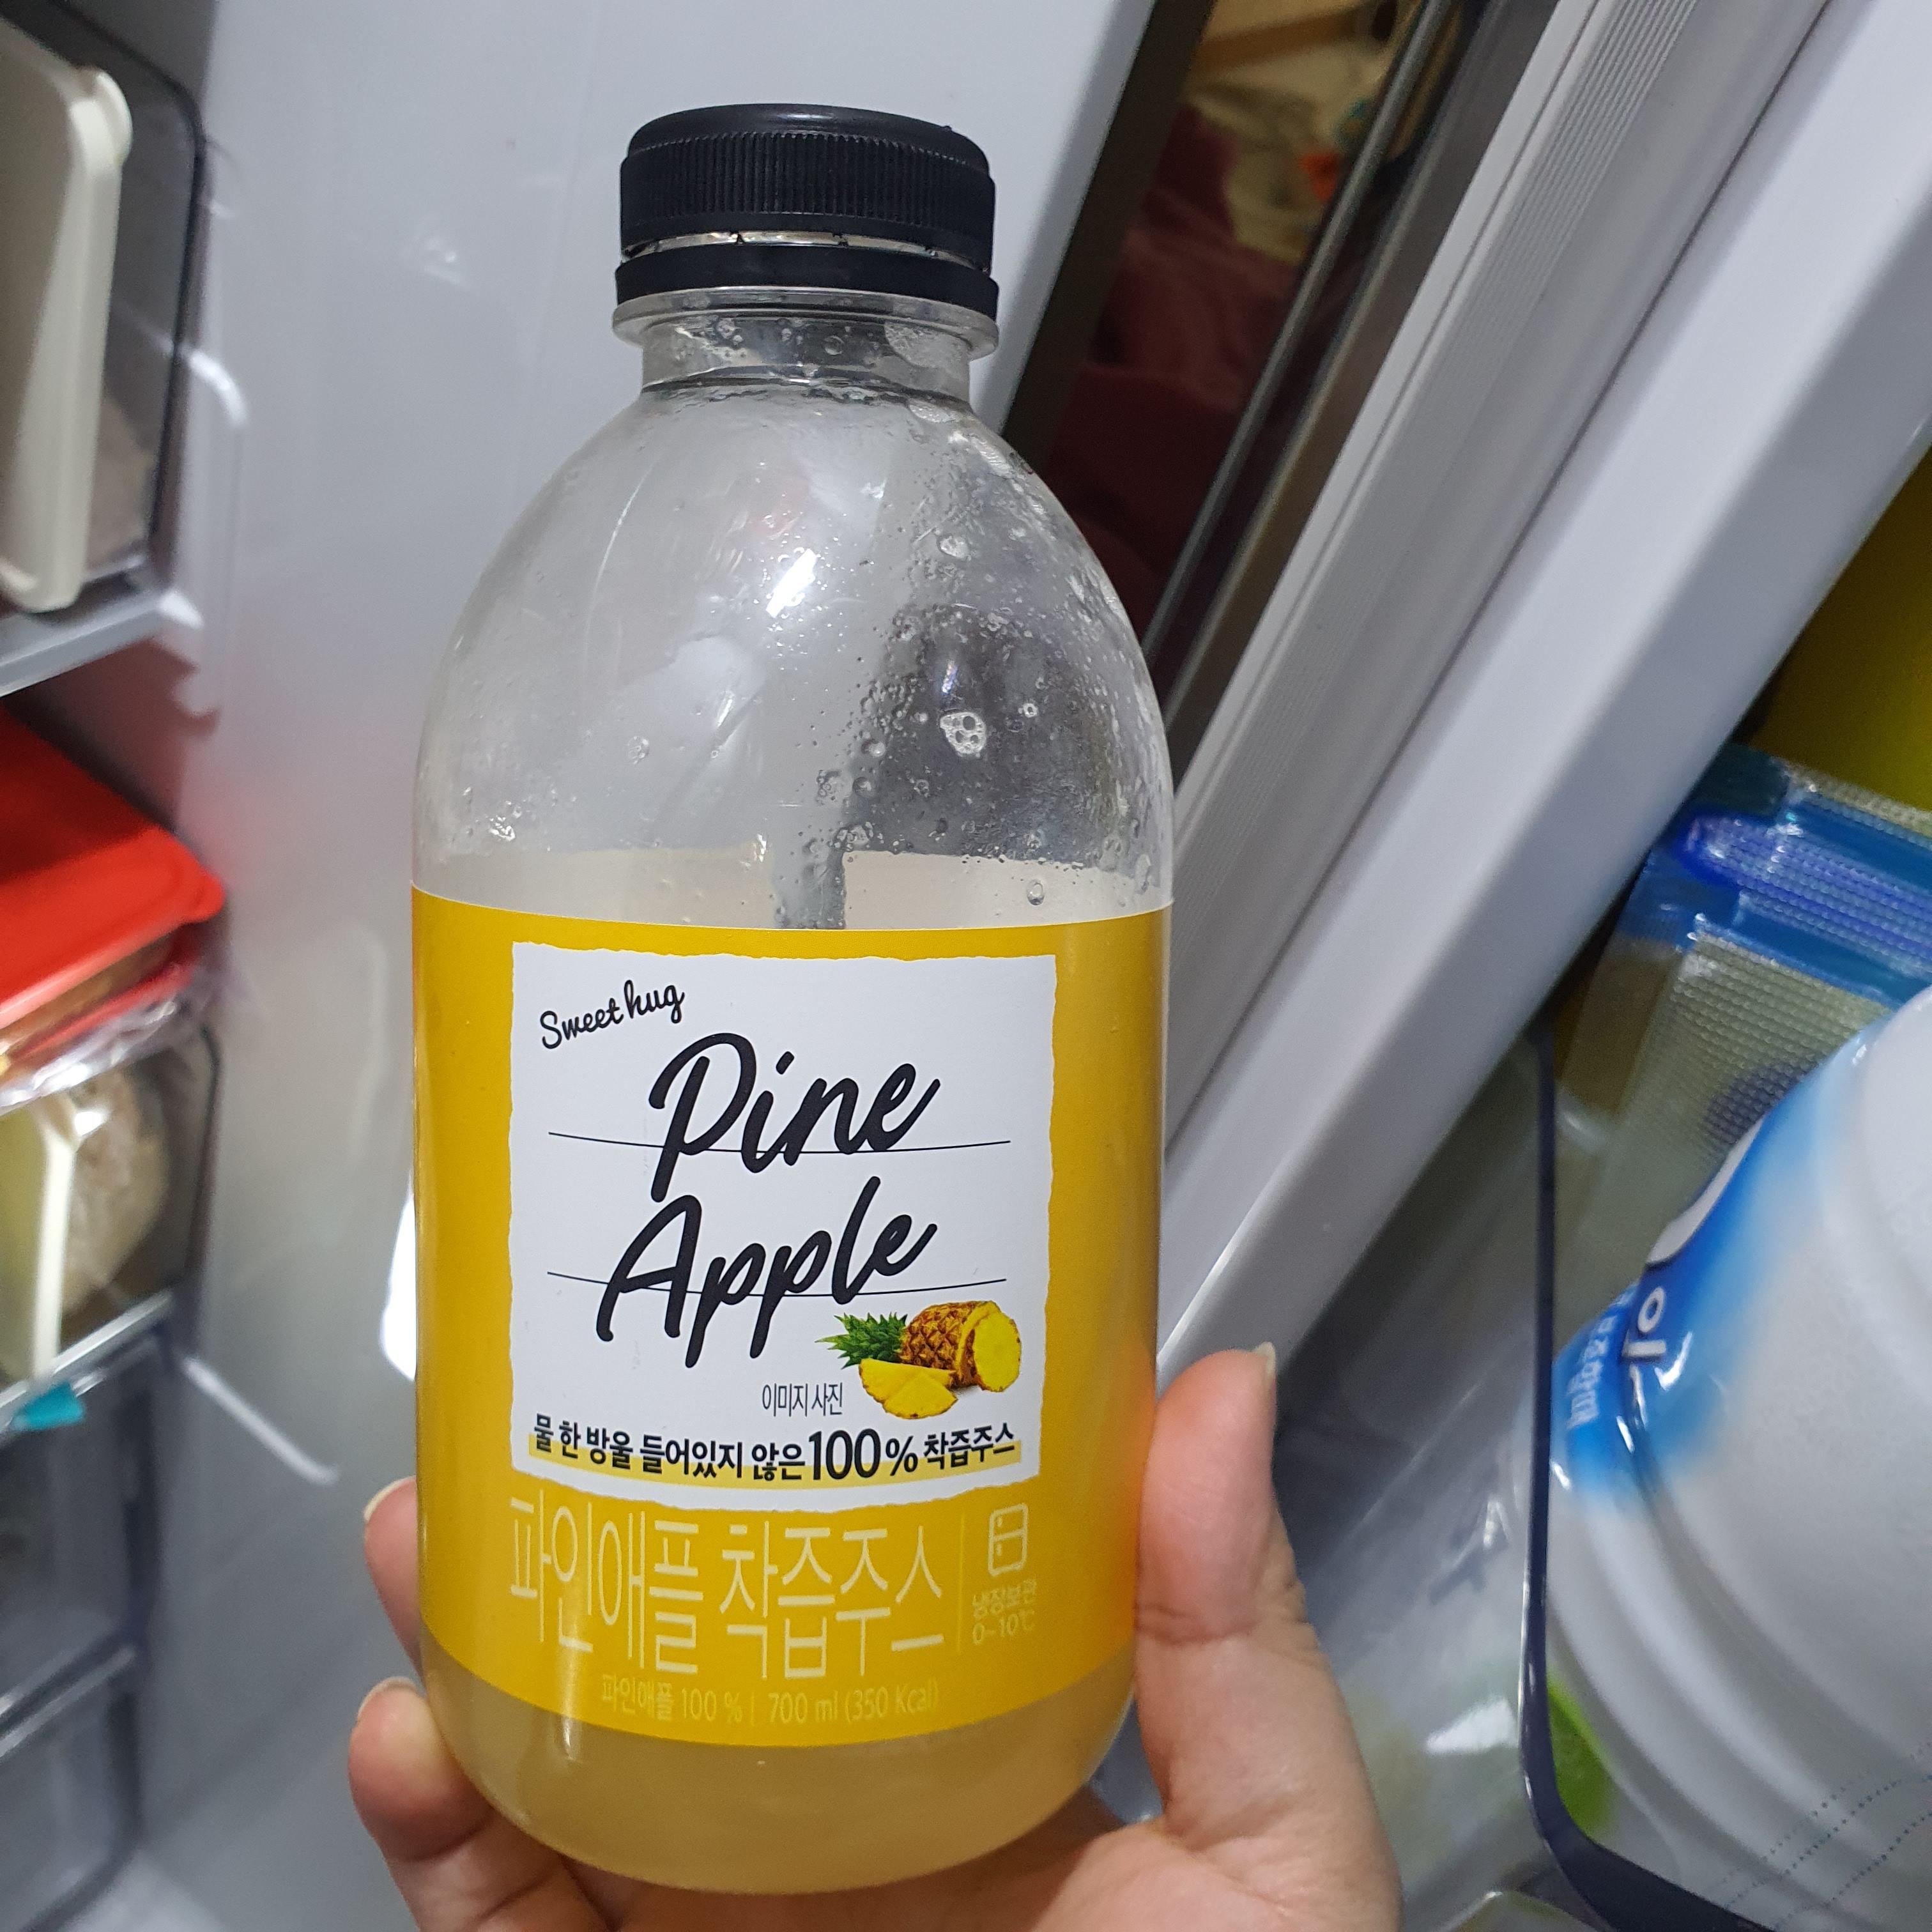 Sweet hug
Pine
Apple
이미지 사진
물 한 방울 들어있지 않은 100% 착즙주스
파인애플 착즙주스
냉장보관
0~10℃
파인애플 100 % | 700 ml (350 Kcal)